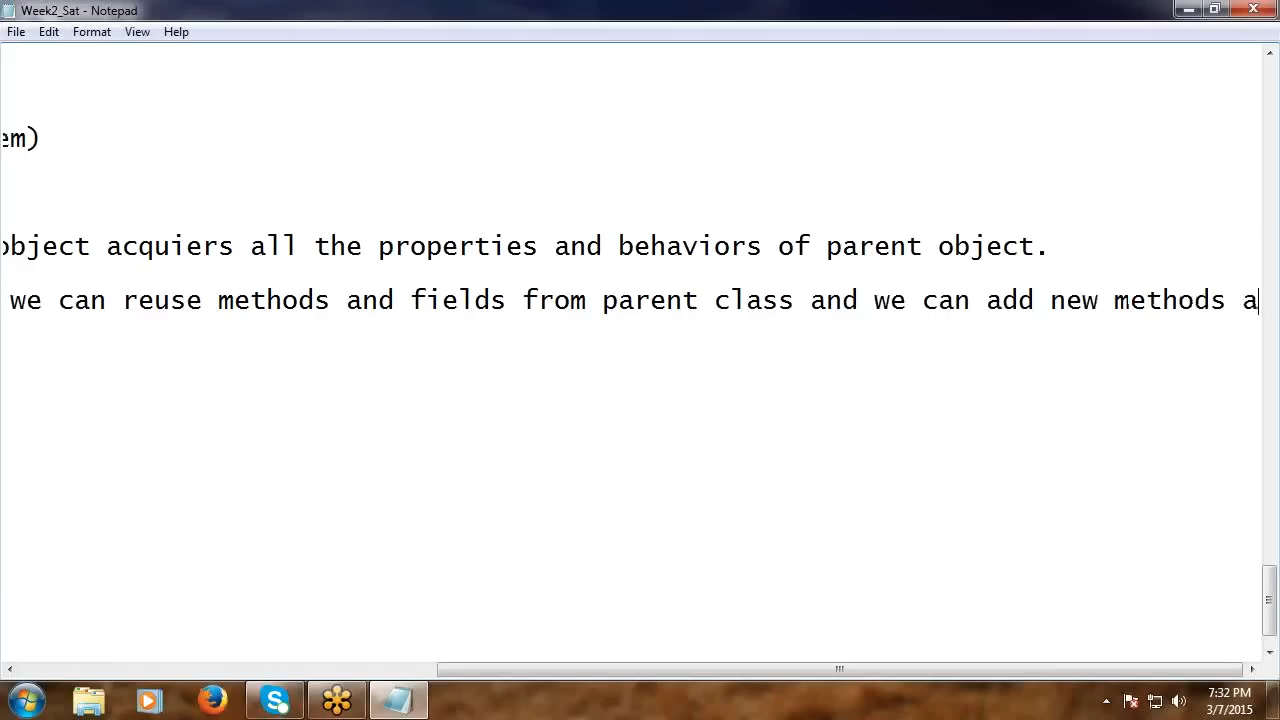 Week2_Sat - Notepad
File Edit Format View Help
em)
object acquiers all the properties and behaviors of parent object.
we can reuse methods and fields from parent class and we can add new methods a
7:32 PM
3/7/2015